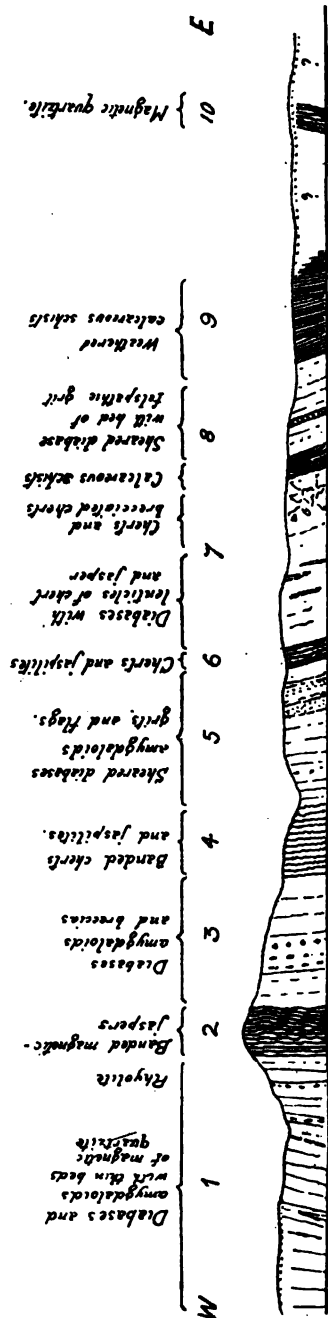 W
Diabases and
amygdaloids
with thin beds
of magnetic
quartzite
1
Rhyolite
Banded magnetic-
jaspers
2
Diabases
amygdaloids
and breccias
3
Banded cherts
and jaspilites.
4
Sheared diabases
amygdaloids
grits, and flags.
5
Cherts and jaspilites
6
Diabases with
lenticles of chert
and jasper
7
Cherts and
brecciated cherts
Calcareous schists
Sheared diabase
with bed of
felspathic grit
8
Weathered
calcareous schists
9
?
Magnetic quartzite.
10
?
E